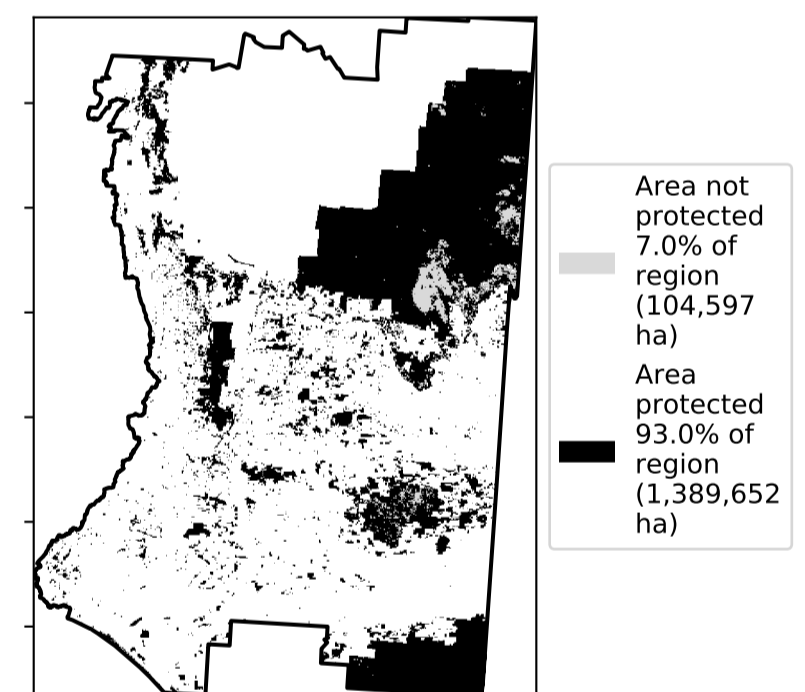 Area not
protected
7.0% of
region
(104,597
ha)
Area
protected
93.0% of
region
(1,389,652
ha)